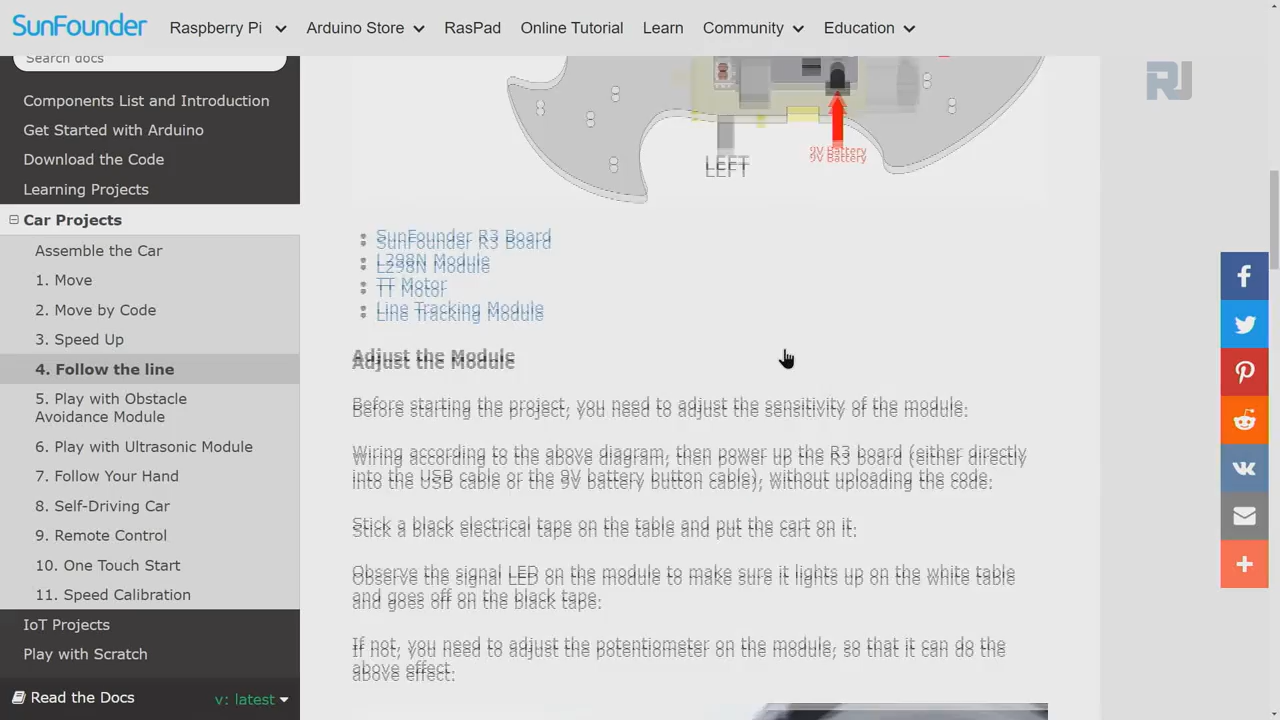 SunFounder
Raspberry Pi
Arduino Store
RasPad
Online Tutorial
Learn
Community
Education
Search docs
Components List and Introduction
Get Started with Arduino
Download the Code
Learning Projects
Car Projects
Assemble the Car
1. Move
2. Move by Code
3. Speed Up
4. Follow the line
5. Play with Obstacle
Avoidance Module
6. Play with Ultrasonic Module
7. Follow Your Hand
8. Self-Driving Car
9. Remote Control
10. One Touch Start
11. Speed Calibration
IoT Projects
Play with Scratch
Read the Docs
v: latest
RJ
LEFT
9V Battery
SunFounder R3 Board
L298N Module
TT Motor
Line Tracking Module
Adjust the Module
Before starting the project, you need to adjust the sensitivity of the module.
Wiring according to the above diagram, then power up the R3 board (either directly
into the USB cable or the 9V battery button cable), without uploading the code.
Stick a black electrical tape on the table and put the cart on it.
Observe the signal LED on the module to make sure it lights up on the white table
and goes off on the black tape.
If not, you need to adjust the potentiometer on the module, so that it can do the
above effect.